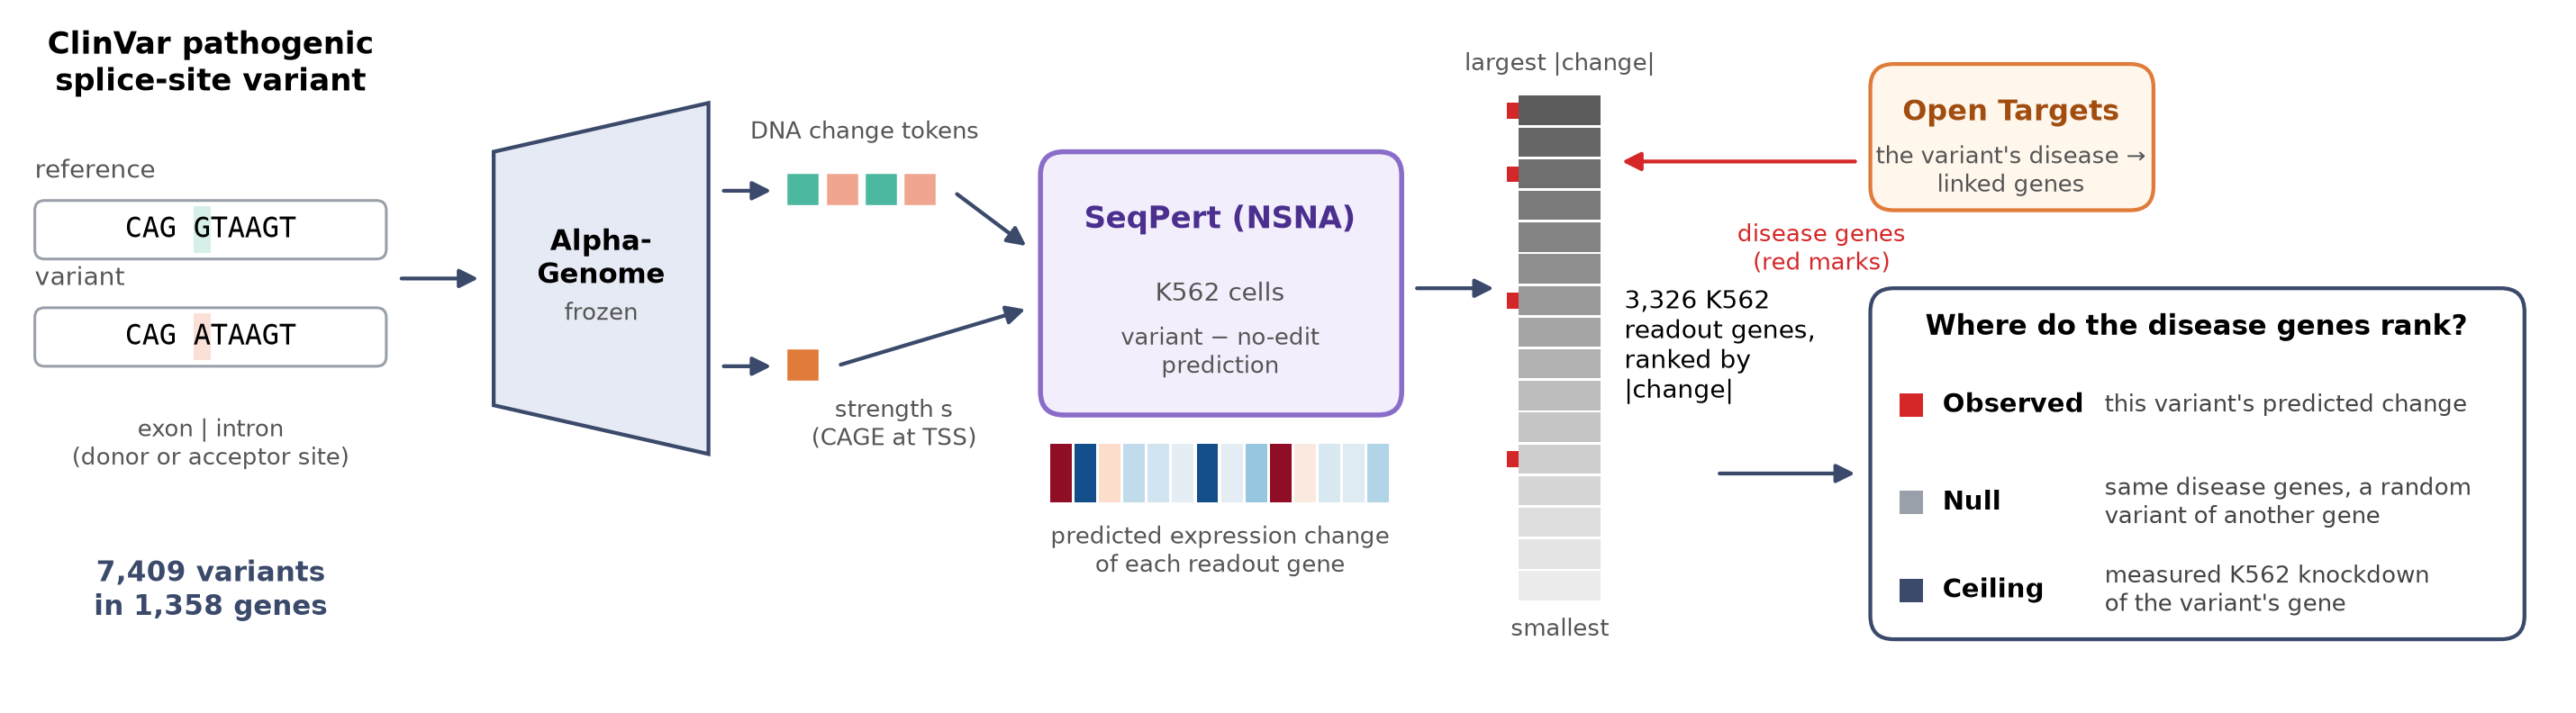 ClinVar pathogenic
splice-site variant
reference
CAG GTAAGT
variant
CAG ATAAGT
exon | intron
(donor or acceptor site)
7,409 variants
in 1,358 genes
Alpha-
Genome
frozen
DNA change tokens
strength s
(CAGE at TSS)
SeqPert (NSNA)
K562 cells
variant − no-edit
prediction
predicted expression change
of each readout gene
largest |change|
smallest
3,326 K562
readout genes,
ranked by
|change|
Open Targets
the variant's disease →
linked genes
disease genes
(red marks)
Where do the disease genes rank?
Observed this variant's predicted change
Null same disease genes, a random
variant of another gene
Ceiling measured K562 knockdown
of the variant's gene